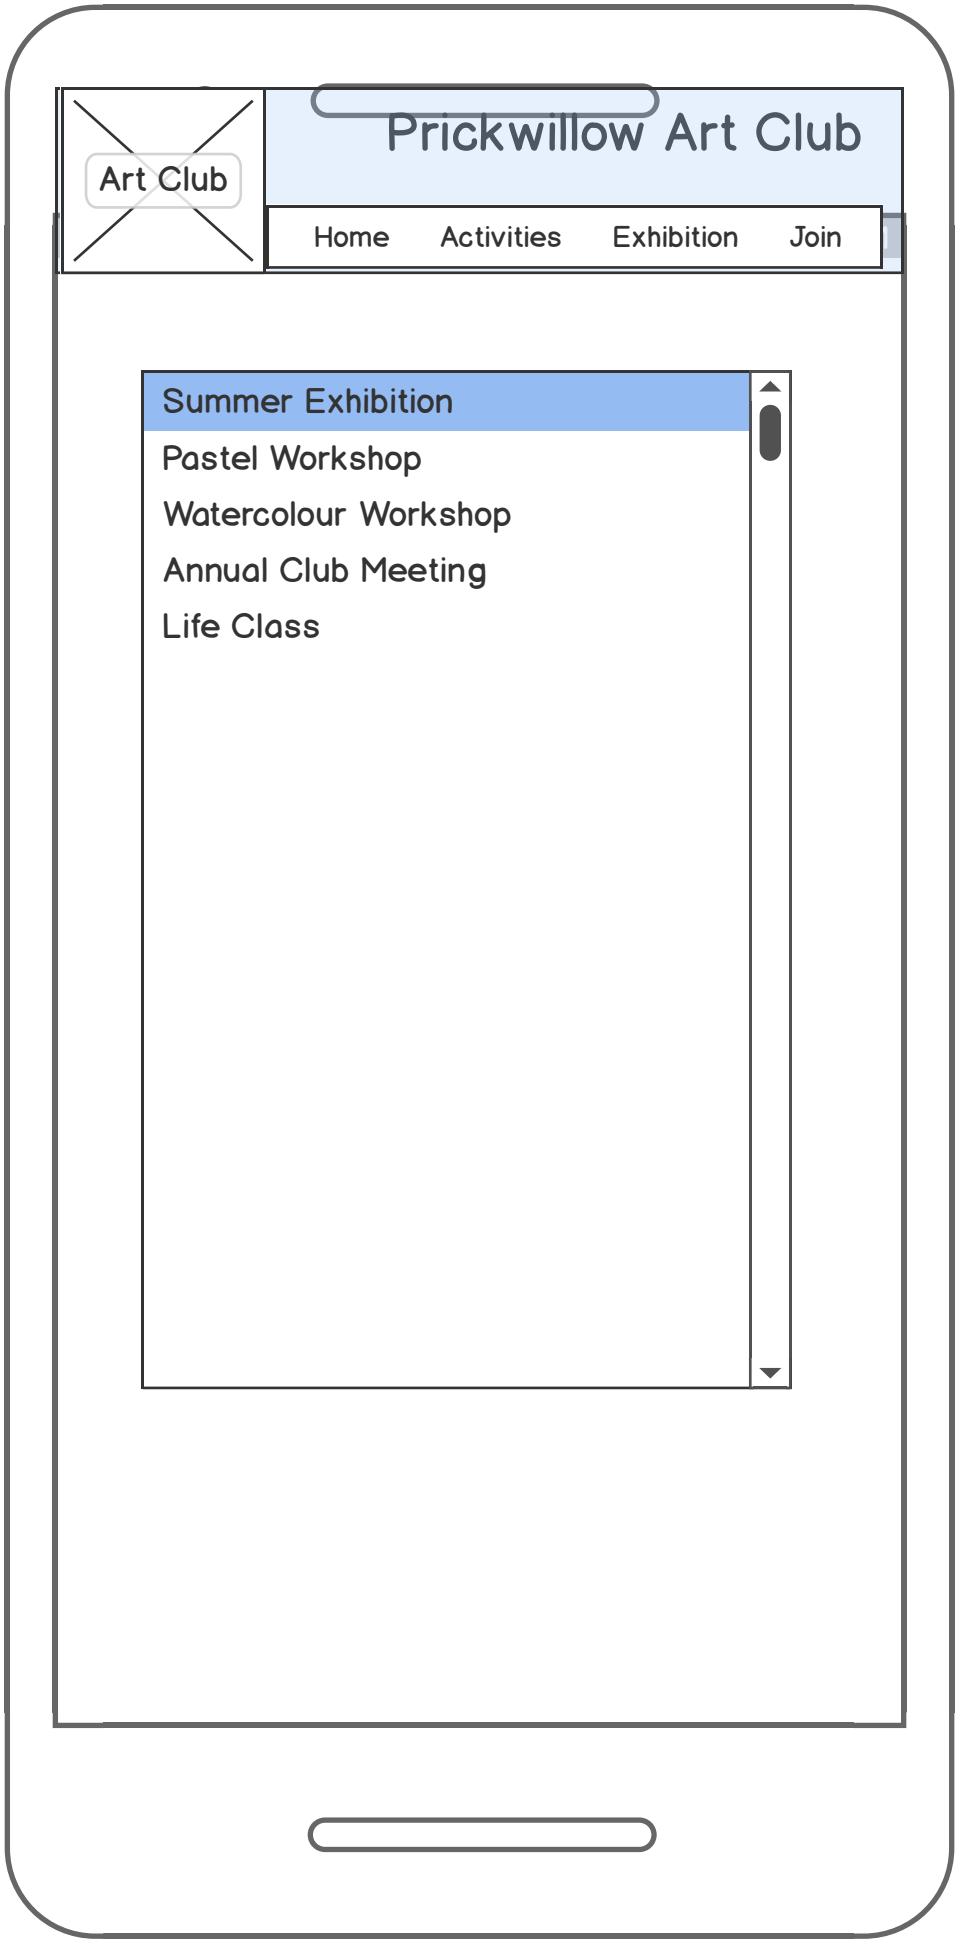 Prickwillow Art Club
Art Club
Home Activities Exhibition Join
Summer Exhibition
Pastel Workshop
Watercolour Workshop
Annual Club Meeting
Life Class